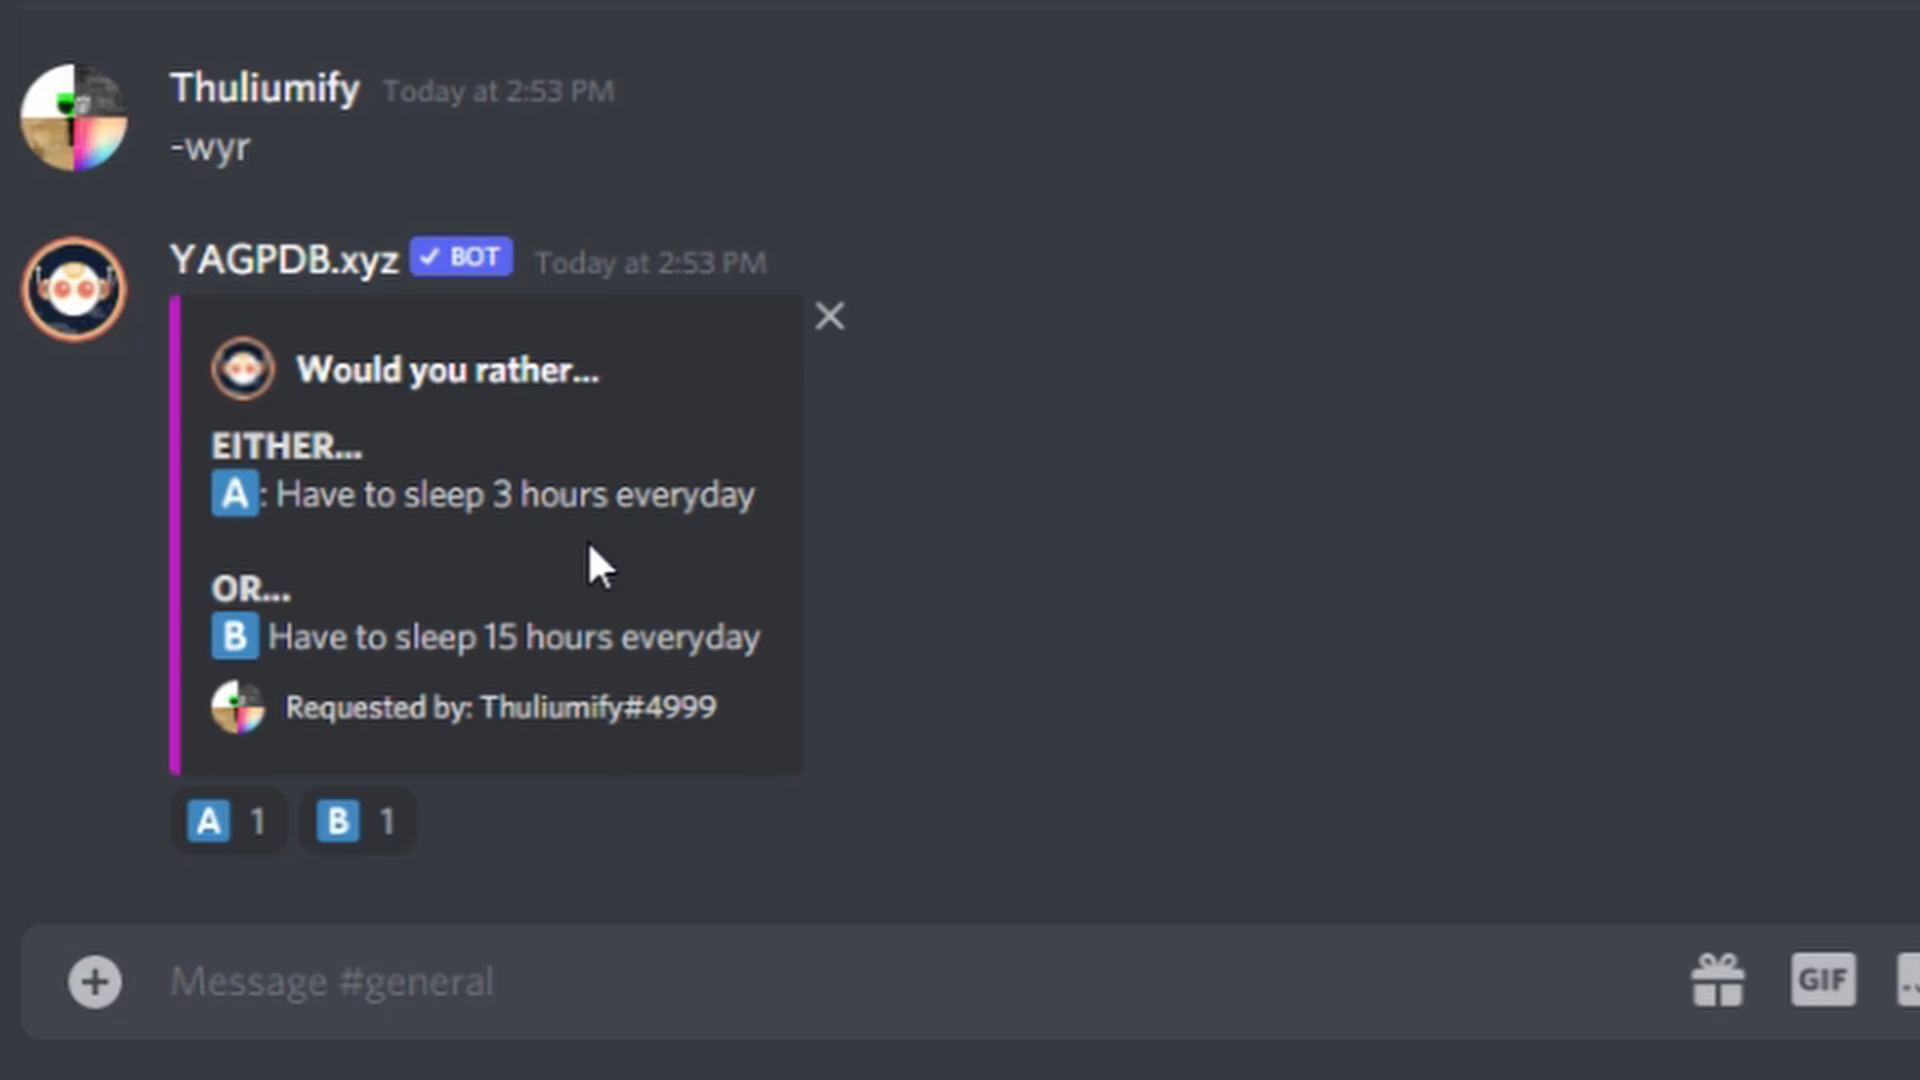 Thuliumify Today at 2:53 PM
-wyr
YAGPDB.xyz ✓ BOT Today at 2:53 PM
Would you rather...
EITHER...
A: Have to sleep 3 hours everyday
OR...
B Have to sleep 15 hours everyday
Requested by: Thuliumify#4999
A 1 B 1
Message #general GIF